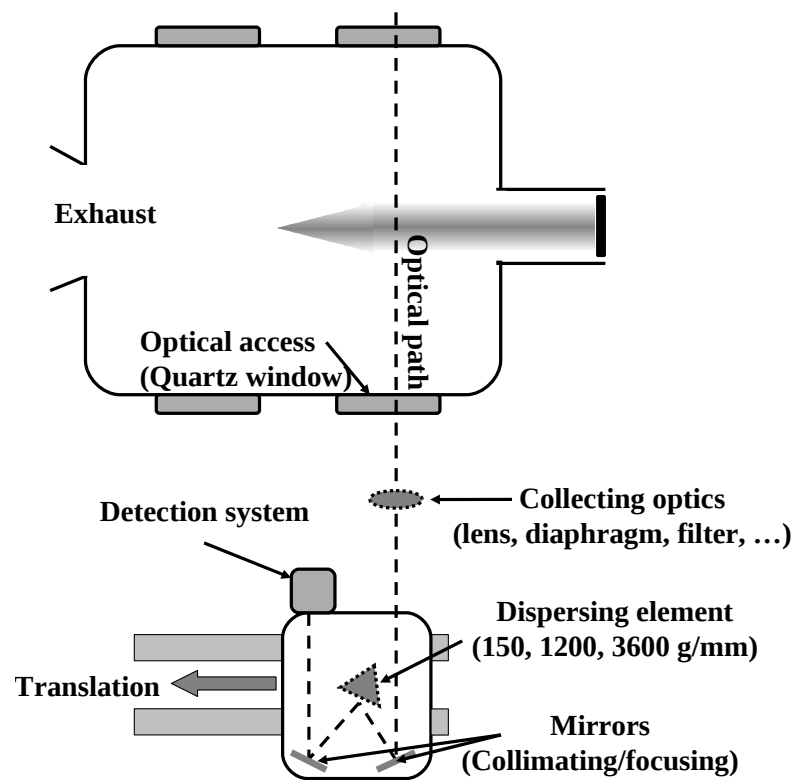 Exhaust
Optical path
Optical access
(Quartz window)
Collecting optics
(lens, diaphragm, filter, …)
Detection system
Dispersing element
(150, 1200, 3600 g/mm)
Translation
Mirrors
(Collimating/focusing)